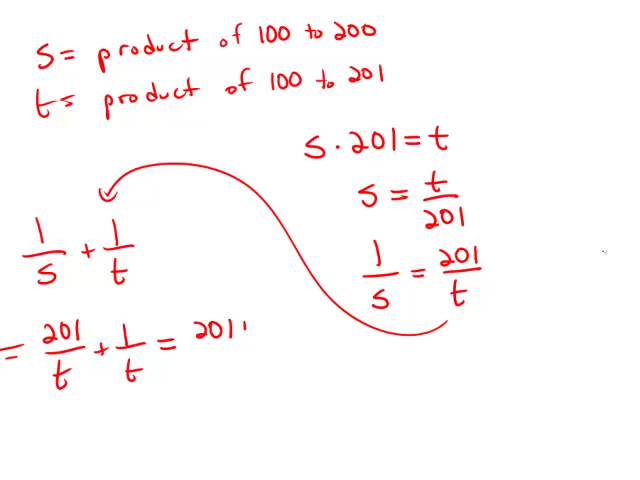 s = product of 100 to 200
t = product of 100 to 201
s · 201 = t
s = t/201
1/s = 201/t
1/s + 1/t
= 201/t + 1/t = 201